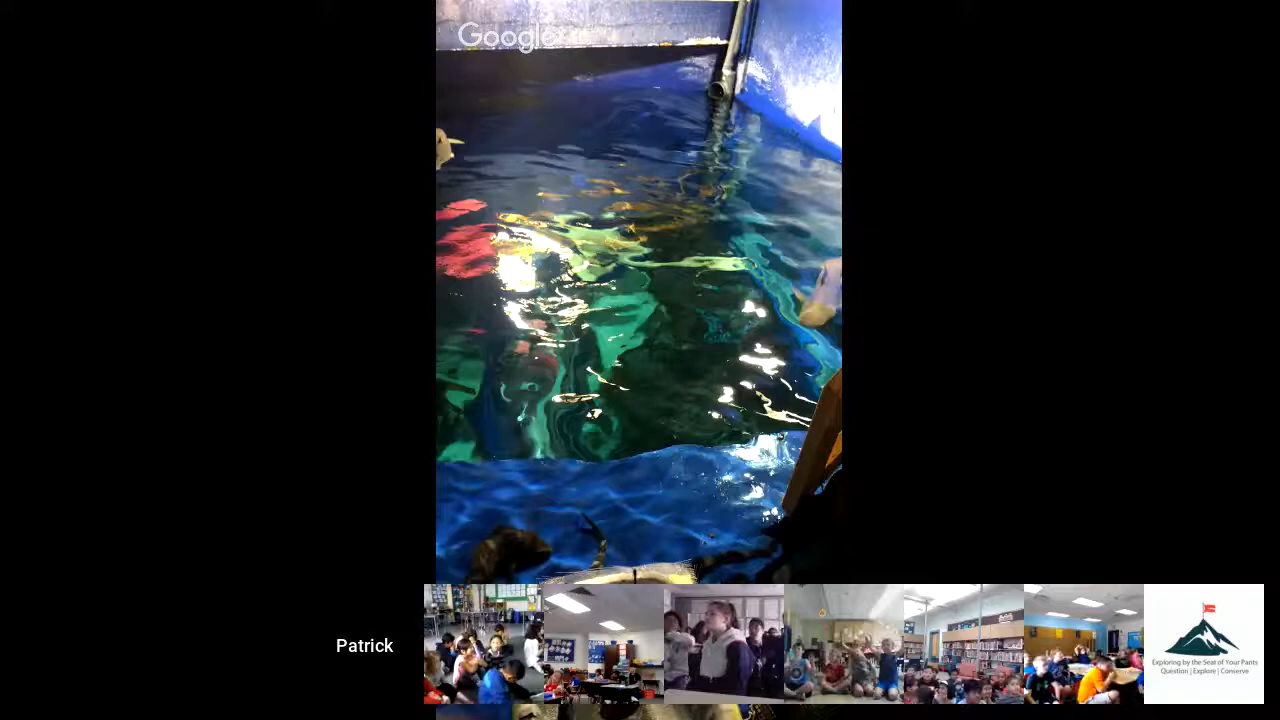 Google
Patrick
Exploring by the Seat of Your Pants
Question | Explore | Conserve